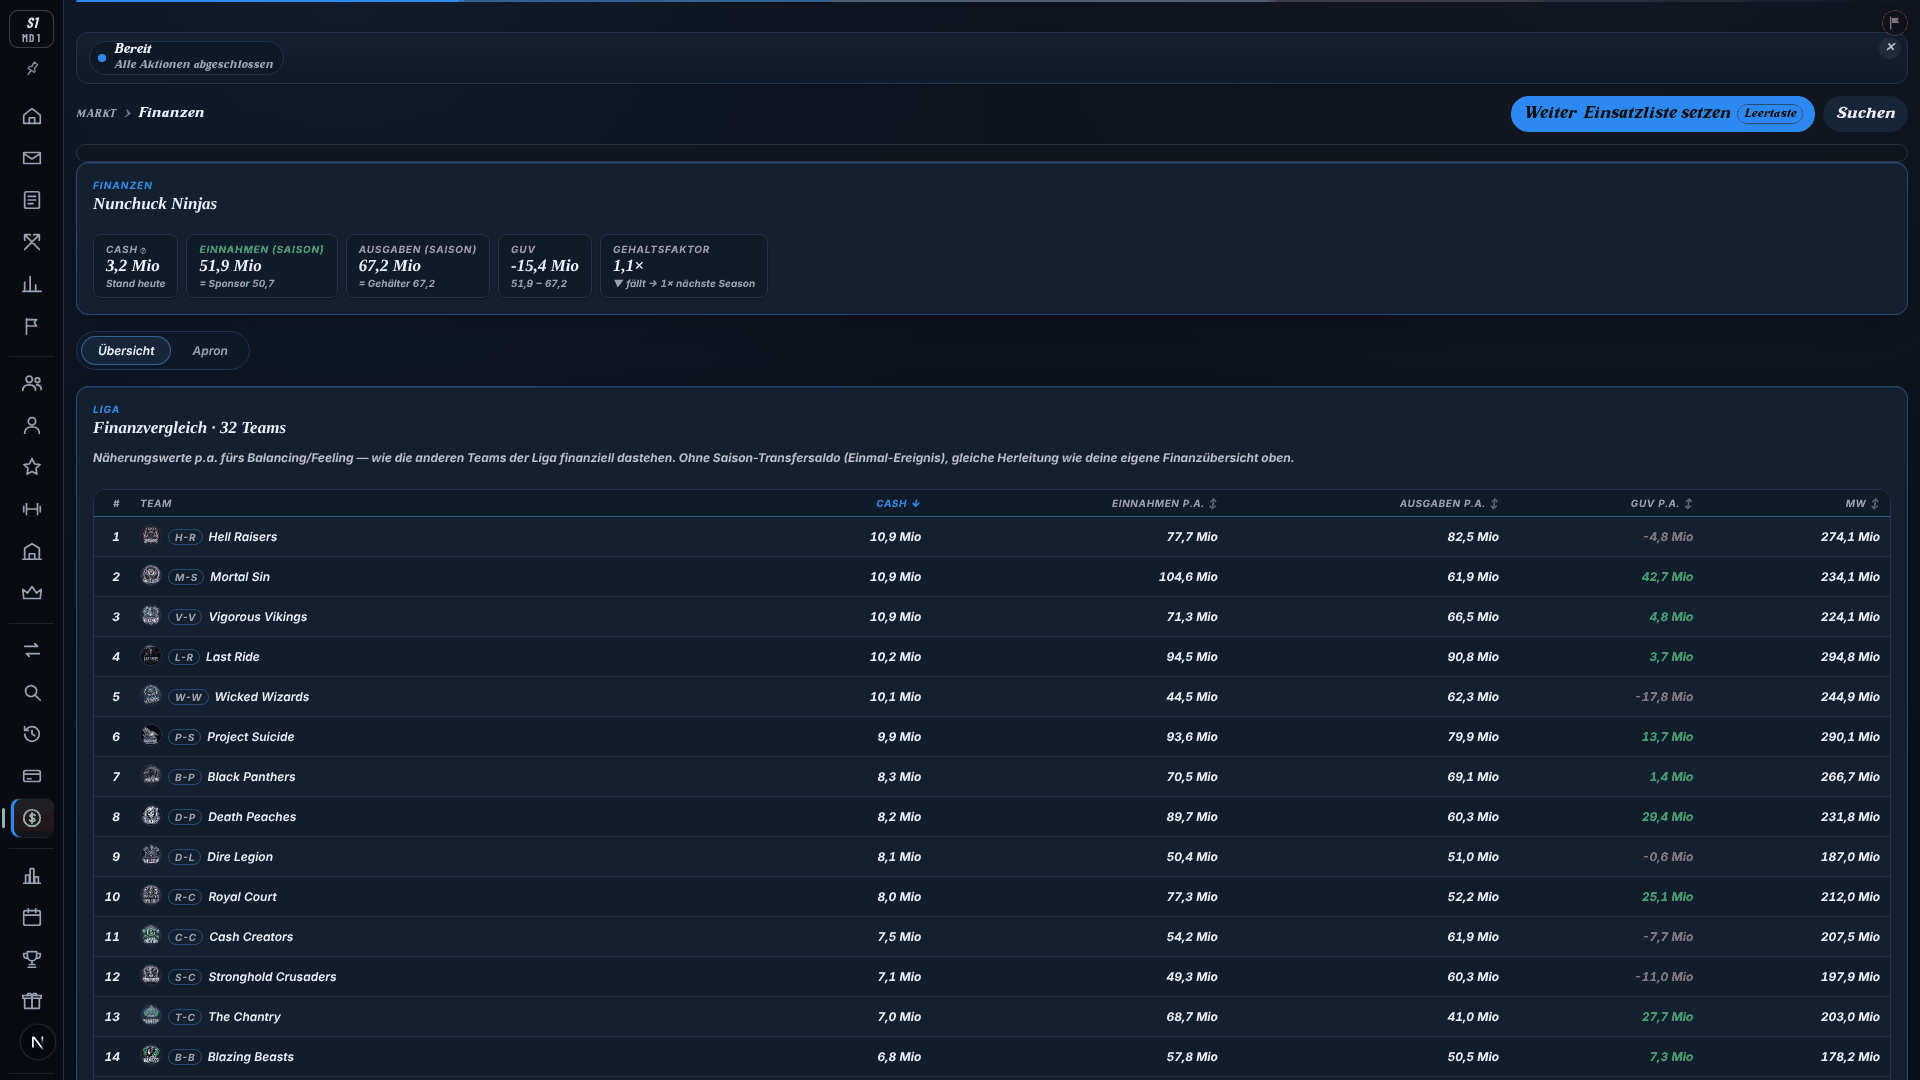 S1
MD1
Bereit
Alle Aktionen abgeschlossen
MARKT > Finanzen
Weiter Einsatzliste setzen Leertaste
Suchen
FINANZEN
Nunchuck Ninjas
CASH
3,2 Mio
Stand heute
EINNAHMEN (SAISON)
51,9 Mio
= Sponsor 50,7
AUSGABEN (SAISON)
67,2 Mio
= Gehälter 67,2
GUV
-15,4 Mio
51,9 – 67,2
GEHALTSFAKTOR
1,1×
▼ fällt → 1× nächste Season
Übersicht Apron
LIGA
Finanzvergleich · 32 Teams
Näherungswerte p.a. fürs Balancing/Feeling — wie die anderen Teams der Liga finanziell dastehen. Ohne Saison-Transfersaldo (Einmal-Ereignis), gleiche Herleitung wie deine eigene Finanzübersicht oben.
# TEAM CASH ↓ EINNAHMEN P.A. ↕ AUSGABEN P.A. ↕ GUV P.A. ↕ MW ↕
1 H-R Hell Raisers 10,9 Mio 77,7 Mio 82,5 Mio -4,8 Mio 274,1 Mio
2 M-S Mortal Sin 10,9 Mio 104,6 Mio 61,9 Mio 42,7 Mio 234,1 Mio
3 V-V Vigorous Vikings 10,9 Mio 71,3 Mio 66,5 Mio 4,8 Mio 224,1 Mio
4 L-R Last Ride 10,2 Mio 94,5 Mio 90,8 Mio 3,7 Mio 294,8 Mio
5 W-W Wicked Wizards 10,1 Mio 44,5 Mio 62,3 Mio -17,8 Mio 244,9 Mio
6 P-S Project Suicide 9,9 Mio 93,6 Mio 79,9 Mio 13,7 Mio 290,1 Mio
7 B-P Black Panthers 8,3 Mio 70,5 Mio 69,1 Mio 1,4 Mio 266,7 Mio
8 D-P Death Peaches 8,2 Mio 89,7 Mio 60,3 Mio 29,4 Mio 231,8 Mio
9 D-L Dire Legion 8,1 Mio 50,4 Mio 51,0 Mio -0,6 Mio 187,0 Mio
10 R-C Royal Court 8,0 Mio 77,3 Mio 52,2 Mio 25,1 Mio 212,0 Mio
11 C-C Cash Creators 7,5 Mio 54,2 Mio 61,9 Mio -7,7 Mio 207,5 Mio
12 S-C Stronghold Crusaders 7,1 Mio 49,3 Mio 60,3 Mio -11,0 Mio 197,9 Mio
13 T-C The Chantry 7,0 Mio 68,7 Mio 41,0 Mio 27,7 Mio 203,0 Mio
14 B-B Blazing Beasts 6,8 Mio 57,8 Mio 50,5 Mio 7,3 Mio 178,2 Mio
N